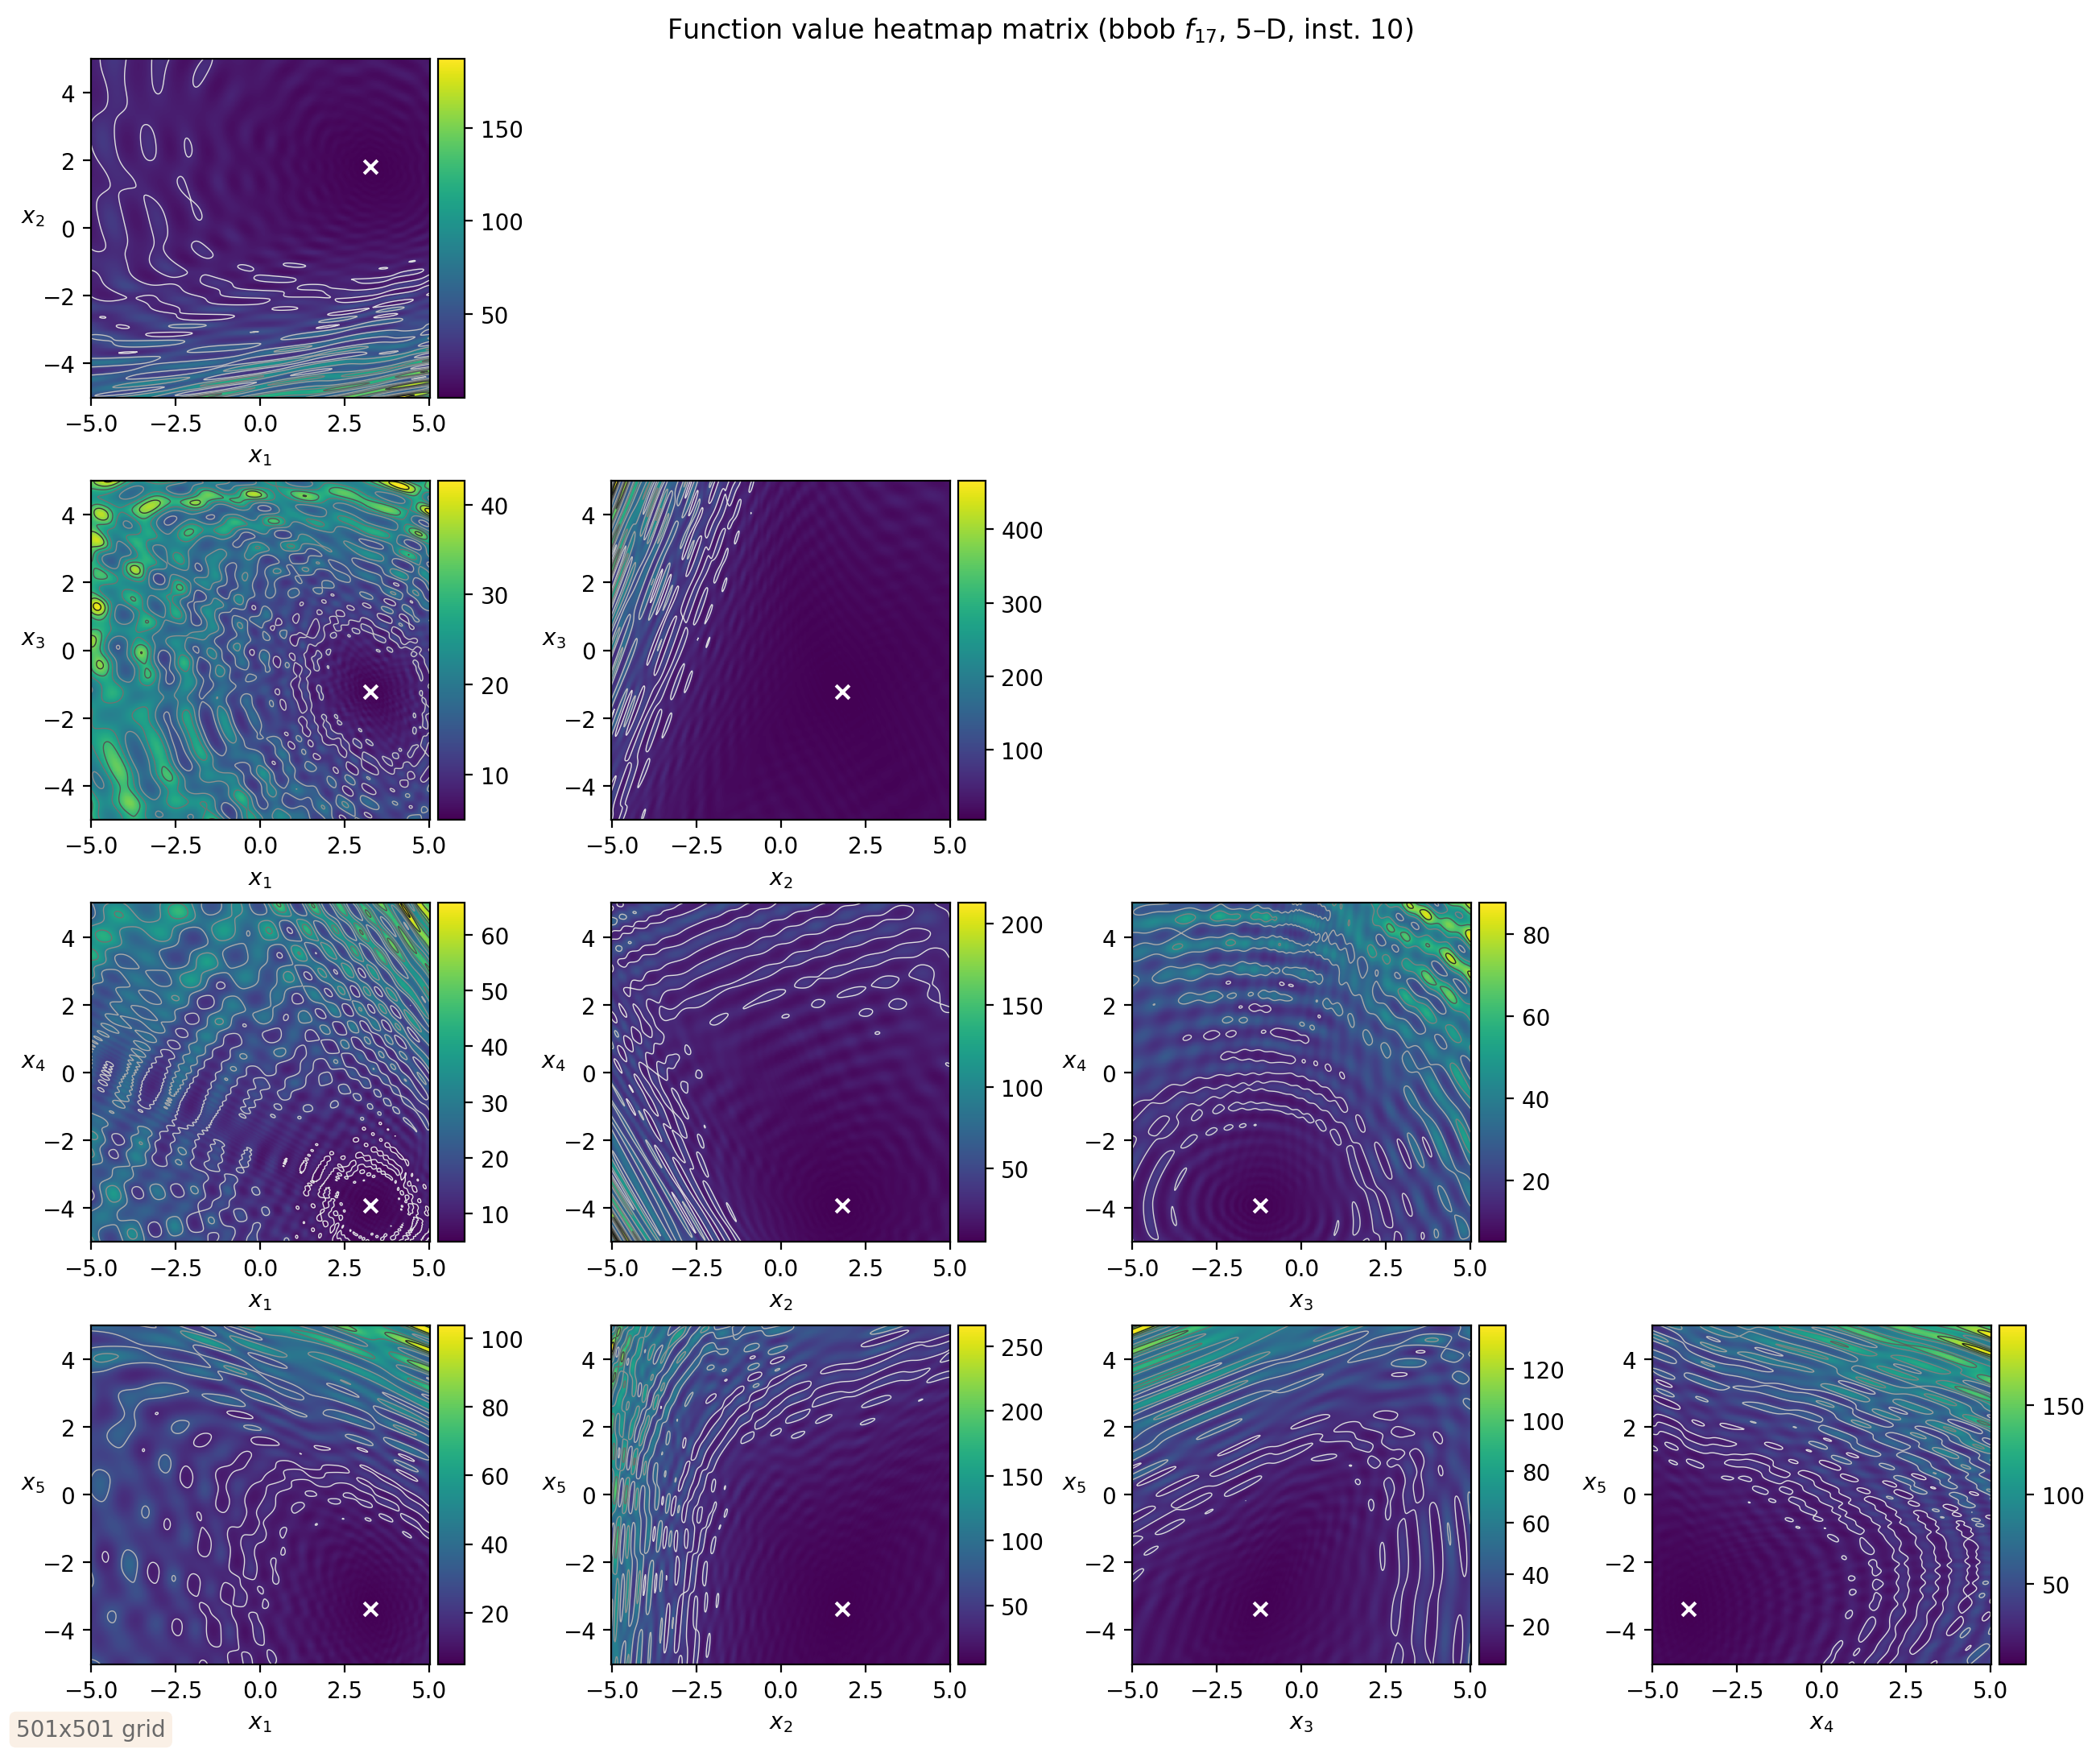 Function value heatmap matrix (bbob f17, 5–D, inst. 10)
4
2
0
−2
−4
x2
−5.0 −2.5 0.0 2.5 5.0
x1
150
100
50
4
2
0
−2
−4
x3
−5.0 −2.5 0.0 2.5 5.0
x1
40
30
20
10
4
2
0
−2
−4
x3
−5.0 −2.5 0.0 2.5 5.0
x2
400
300
200
100
4
2
0
−2
−4
x4
−5.0 −2.5 0.0 2.5 5.0
x1
60
50
40
30
20
10
4
2
0
−2
−4
x4
−5.0 −2.5 0.0 2.5 5.0
x2
200
150
100
50
4
2
0
−2
−4
x4
−5.0 −2.5 0.0 2.5 5.0
x3
80
60
40
20
4
2
0
−2
−4
x5
−5.0 −2.5 0.0 2.5 5.0
x1
100
80
60
40
20
4
2
0
−2
−4
x5
−5.0 −2.5 0.0 2.5 5.0
x2
250
200
150
100
50
4
2
0
−2
−4
x5
−5.0 −2.5 0.0 2.5 5.0
x3
120
100
80
60
40
20
4
2
0
−2
−4
x5
−5.0 −2.5 0.0 2.5 5.0
x4
150
100
50
501x501 grid